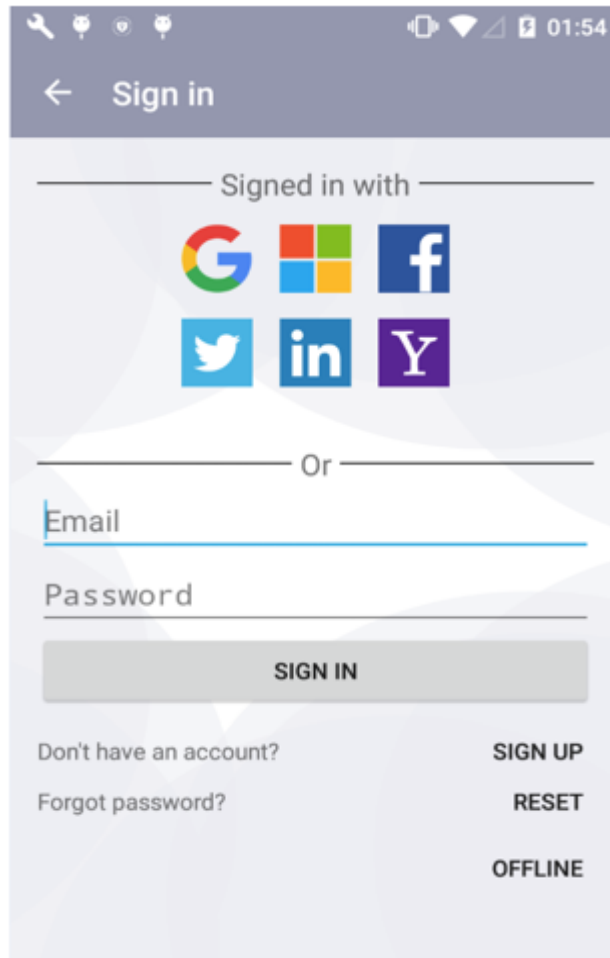 01:54
Sign in
Signed in with
G
f
in
Y
Or
Email
Password
SIGN IN
Don't have an account? SIGN UP
Forgot password? RESET
OFFLINE